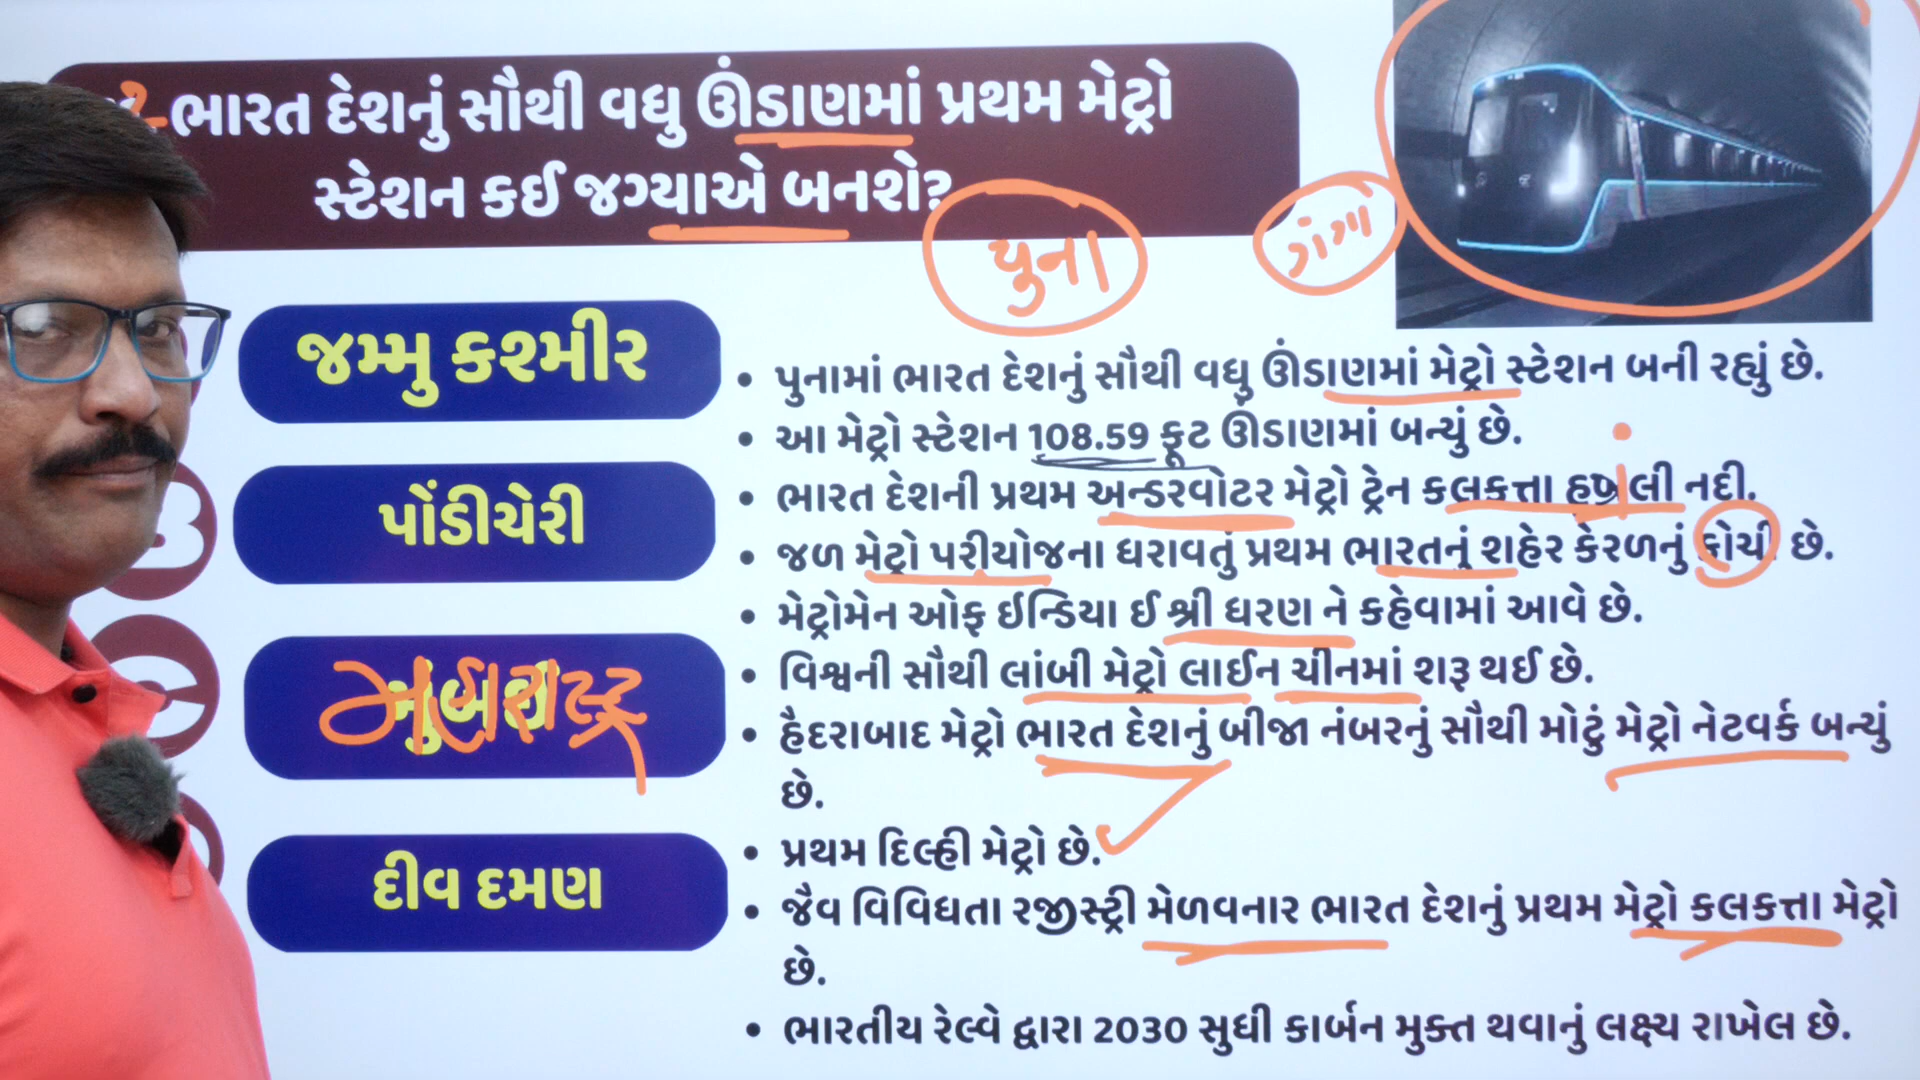 ભારત દેશનું સૌથી વધુ ઊંડાણમાં પ્રથમ મેટ્રો
સ્ટેશન કઈ જગ્યાએ બનશે?
પુના
ગંગા
જમ્મુ કશ્મીર
B પોંડીચેરી
C મહારાષ્ટ્ર
દીવ દમણ
• પુનામાં ભારત દેશનું સૌથી વધુ ઊંડાણમાં મેટ્રો સ્ટેશન બની રહ્યું છે.
• આ મેટ્રો સ્ટેશન 108.59 ફૂટ ઊંડાણમાં બન્યું છે.
• ભારત દેશની પ્રથમ અન્ડરવોટર મેટ્રો ટ્રેન કલકત્તા નદી.
• જળ મેટ્રો પરીયોજના ધરાવતું પ્રથમ ભારતનું શહેર કેરળનું કોચી છે.
• મેટ્રોમેન ઓફ ઇન્ડિયા ઈ શ્રી ધરણ ને કહેવામાં આવે છે.
• વિશ્વની સૌથી લાંબી મેટ્રો લાઈન ચીનમાં શરૂ થઈ છે.
• હૈદરાબાદ મેટ્રો ભારત દેશનું બીજા નંબરનું સૌથી મોટું મેટ્રો નેટવર્ક બન્યું
છે.
• પ્રથમ દિલ્હી મેટ્રો છે.
• જૈવ વિવિધતા રજીસ્ટ્રી મેળવનાર ભારત દેશનું પ્રથમ મેટ્રો કલકત્તા મેટ્રો
છે.
• ભારતીય રેલ્વે દ્વારા 2030 સુધી કાર્બન મુક્ત થવાનું લક્ષ્ય રાખેલ છે.